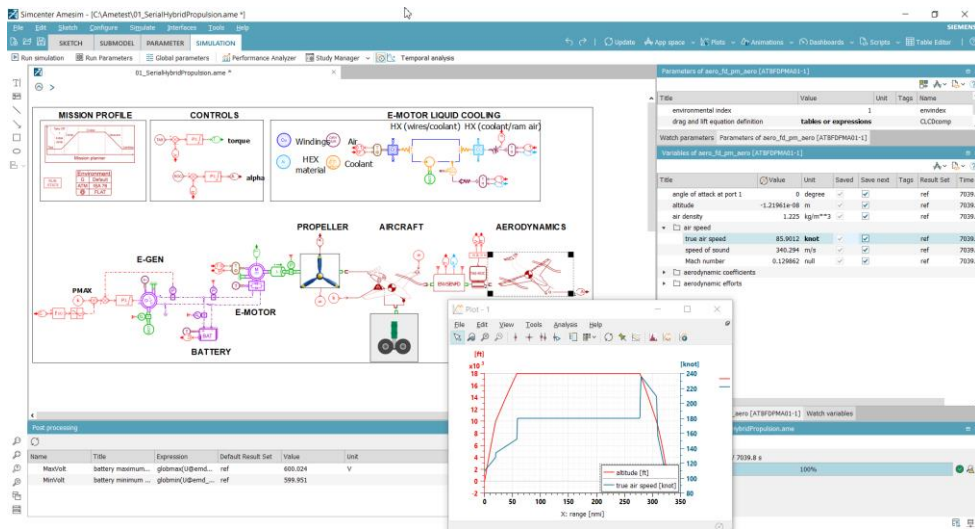 Simcenter Amesim - [C:\Ametest\01_SerialHybridPropulsion.ame *]
File Edit Sketch Configure Simulate Interfaces Tools Help
SIEMENS
SKETCH SUBMODEL PARAMETER SIMULATION
Update App space Plots Animations Dashboards Scripts Table Editor
Run simulation Run Parameters Global parameters Performance Analyzer Study Manager Temporal analysis
01_SerialHybridPropulsion.ame *
MISSION PROFILE
Mission planner
Environment
CONTROLS
torque
alpha
E-MOTOR LIQUID COOLING
HX (wires/coolant) HX (coolant/ram air)
Windings Air
HEX material Coolant
PROPELLER AIRCRAFT AERODYNAMICS
E-GEN
PMAX
E-MOTOR
BAT
BATTERY
Parameters of aero_fd_pm_aero [ATBFDPMA01-1]
Title Value Unit Tags Name
environmental index 1 envindex
drag and lift equation definition tables or expressions CLCDcomp
Watch parameters Parameters of aero_fd_pm_aero [ATBFDPMA01-1]
Variables of aero_fd_pm_aero [ATBFDPMA01-1]
Title Value Unit Saved Save next Tags Result Set Time
angle of attack at port 1 0 degree ref 7039.
altitude -1.21961e-08 m ref 7039.
air density 1.225 kg/m**3 ref 7039.
air speed
true air speed 85.9012 knot ref 7039.
speed of sound 340.294 m/s ref 7039.
Mach number 0.129862 null ref 7039.
aerodynamic coefficients
aerodynamic efforts
Plot - 1
File Edit View Tools Analysis Help
[ft] [knot]
x10³
18 16 14 12 10 8 6 4 2 0 -2
240 220 200 180 160 140 120 100 80
altitude [ft]
true air speed [knot]
0 50 100 150 200 250 300 350
X: range [nmi]
_aero [ATBFDPMA01-1] Watch variables
HybridPropulsion.ame
/ 7039.8 s
100%
Post processing
Name Title Expression Default Result Set Value Unit
MaxVolt battery maximum... globmax(U@emd... ref 600.024 V
MinVolt battery minimum ... globmin(U@emd_... ref 599.951